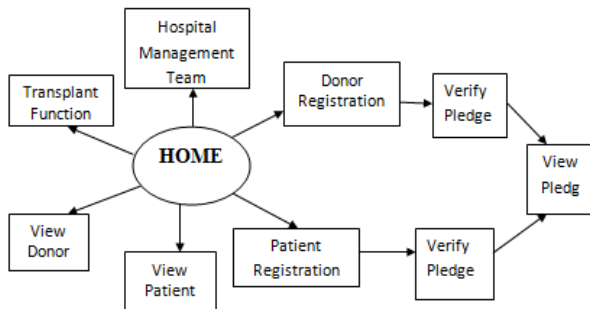 Hospital
Management
Team
Transplant
Function
Donor
Registration
Verify
Pledge
HOME
View
Pledg
View
Donor
View
Patient
Patient
Registration
Verify
Pledge